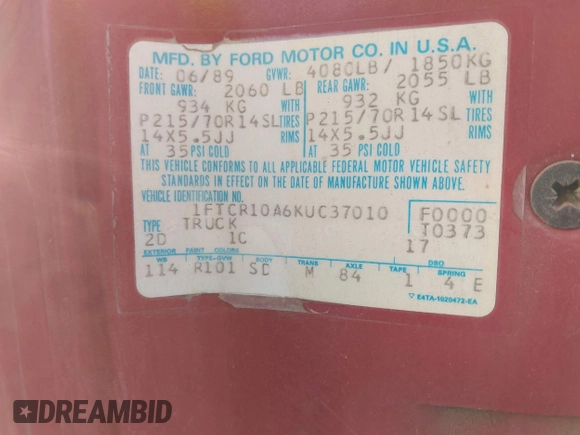 MFD. BY FORD MOTOR CO. IN U.S.A.
DATE: 06/89 GVWR: 4080LB/ 1850KG
FRONT GAWR: 2060 LB REAR GAWR: 2055 LB
934 KG WITH 932 KG WITH
P215/70R14SL TIRES P215/70R14SL TIRES
14X5.5JJ RIMS 14X5.5JJ RIMS
AT 35 PSI COLD AT 35 PSI COLD
THIS VEHICLE CONFORMS TO ALL APPLICABLE FEDERAL MOTOR VEHICLE SAFETY
STANDARDS IN EFFECT ON THE DATE OF MANUFACTURE SHOWN ABOVE.
VEHICLE IDENTIFICATION NO.
1FTCR10A6KUC37010 F0000
TYPE TRUCK T0373
2D 1C 17
EXTERIOR PAINT COLORS DSO
WB TYPE-GVW BODY TRANS AXLE TAPE SPRING
114 R101 SD M 84 1 4 E
E4TA-1020472-EA
DREAMBID